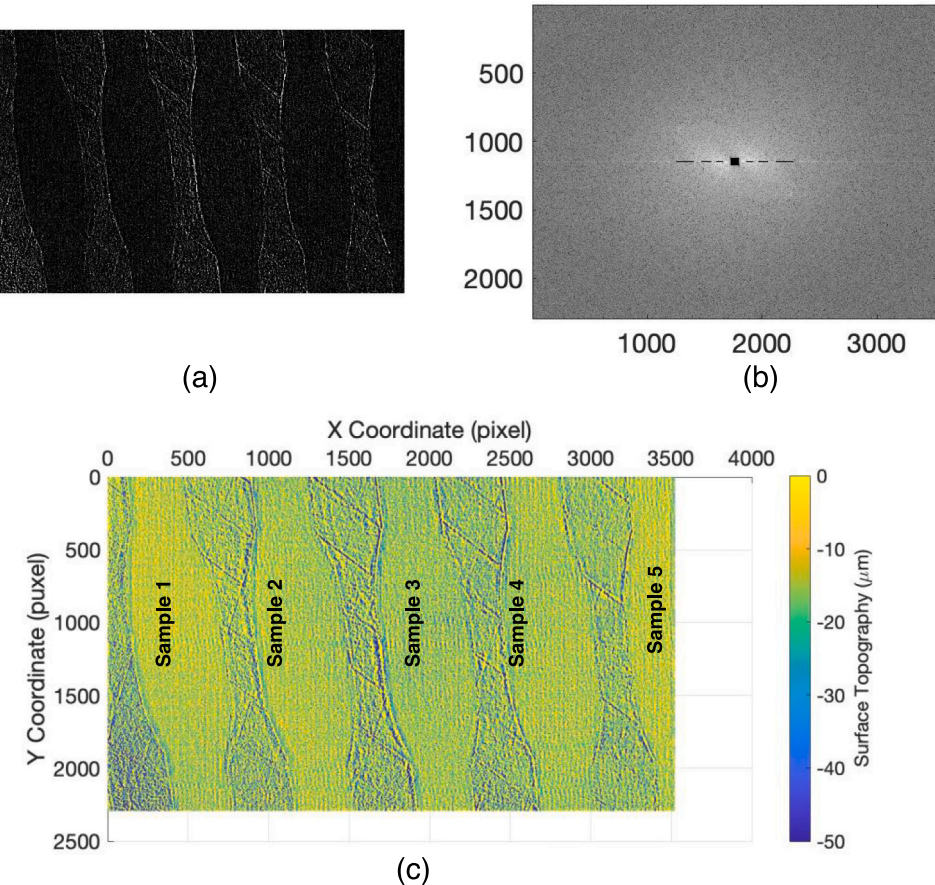 500
1000
1500
2000
1000 2000 3000
(a)
(b)
X Coordinate (pixel)
0 500 1000 1500 2000 2500 3000 3500 4000
0
500
1000
1500
2000
2500
Y Coordinate (puxel)
Sample 1
Sample 2
Sample 3
Sample 4
Sample 5
0
-10
-20
-30
-40
-50
Surface Topography (μm)
(c)